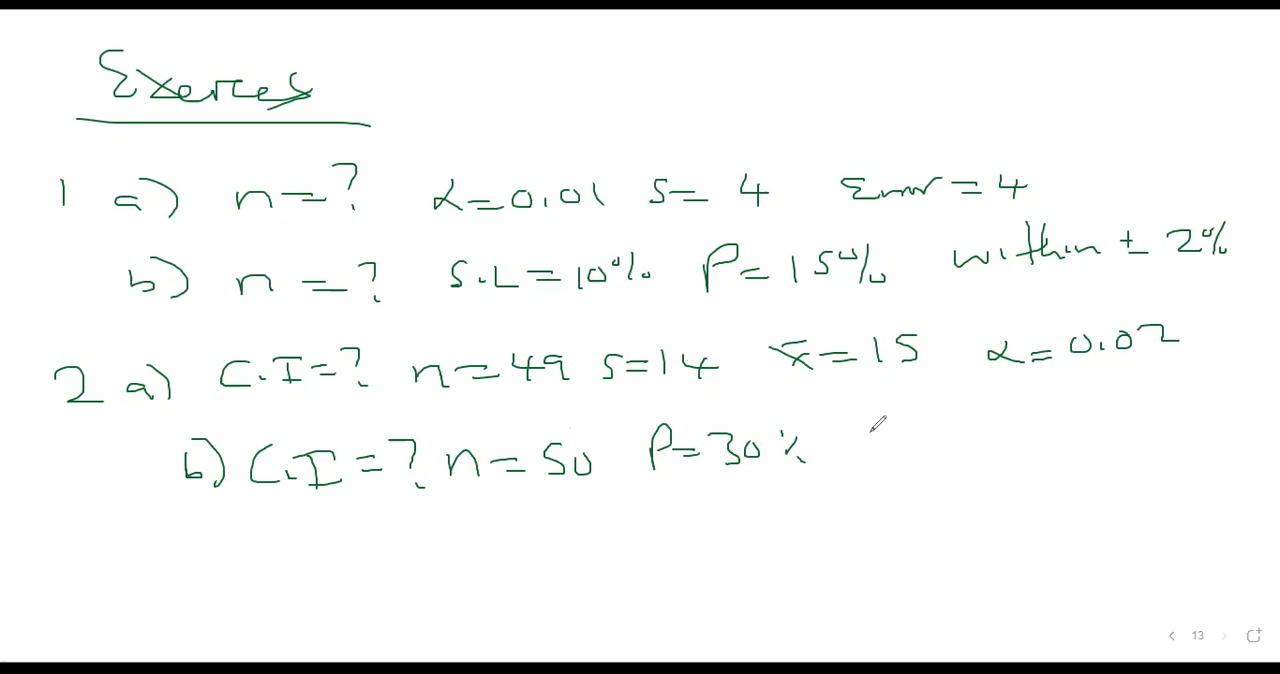 Exerces
1 a) n=? α=0.01 S=4 Error=4
b) n=? S.L=10% P=15% within ± 2%
2 a) C.I=? n=49 S=14 x̄=15 α=0.02
b) C.I=? n=50 P=30%
13